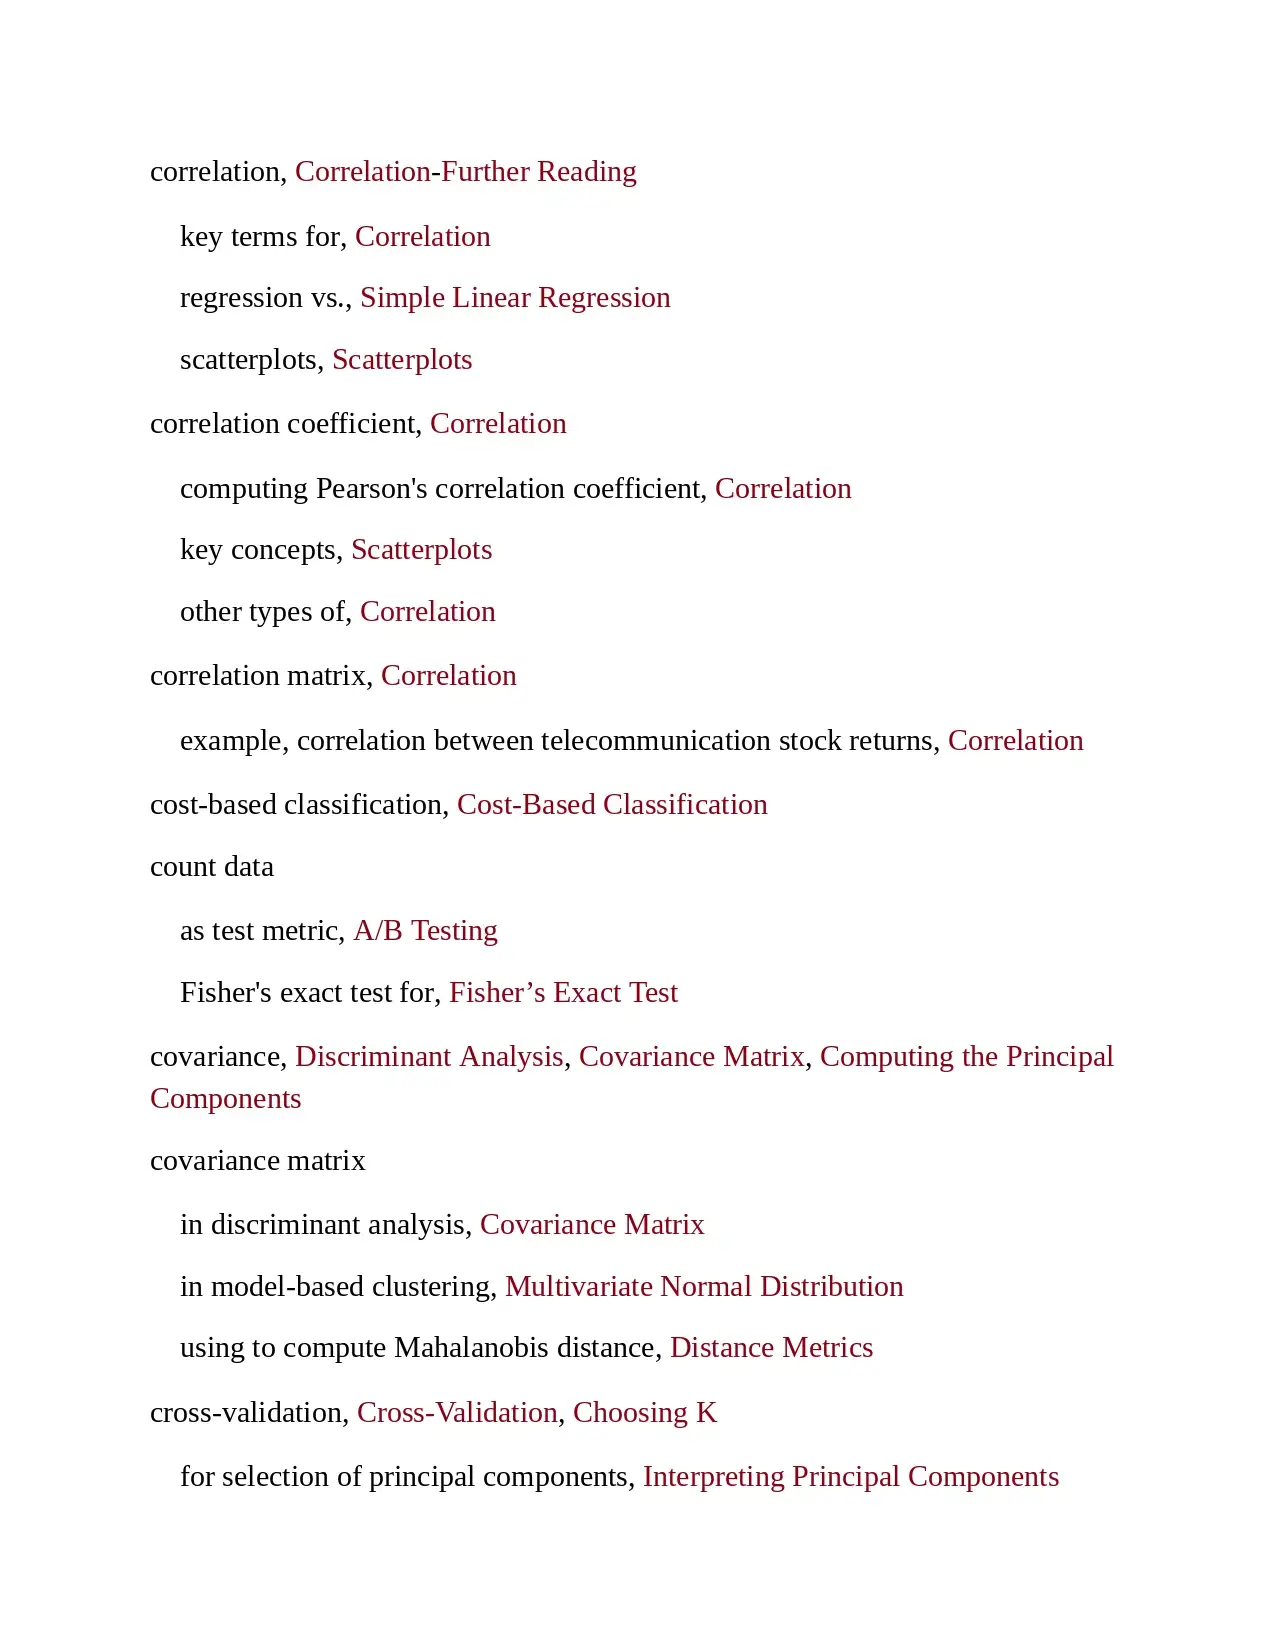 correlation, Correlation-Further Reading
key terms for, Correlation
regression vs., Simple Linear Regression
scatterplots, Scatterplots
correlation coefficient, Correlation
computing Pearson's correlation coefficient, Correlation
key concepts, Scatterplots
other types of, Correlation
correlation matrix, Correlation
example, correlation between telecommunication stock returns, Correlation
cost-based classification, Cost-Based Classification
count data
as test metric, A/B Testing
Fisher's exact test for, Fisher’s Exact Test
covariance, Discriminant Analysis, Covariance Matrix, Computing the Principal
Components
covariance matrix
in discriminant analysis, Covariance Matrix
in model-based clustering, Multivariate Normal Distribution
using to compute Mahalanobis distance, Distance Metrics
cross-validation, Cross-Validation, Choosing K
for selection of principal components, Interpreting Principal Components